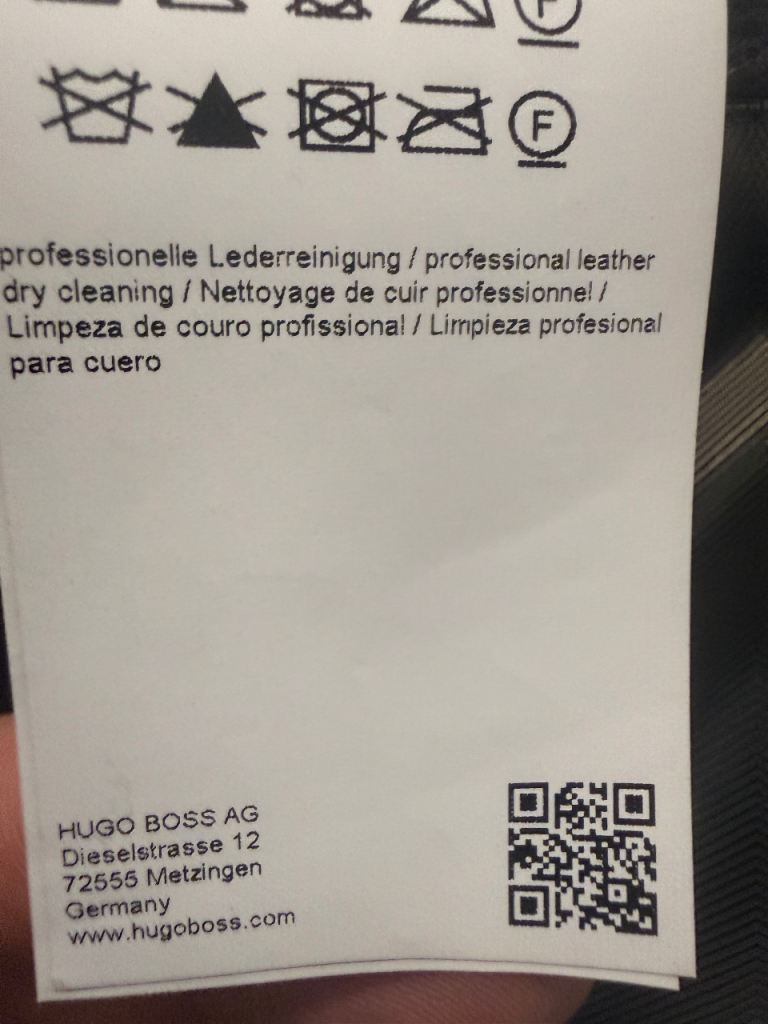 F
F
professionelle Lederreinigung / professional leather
dry cleaning / Nettoyage de cuir professionnel /
Limpeza de couro profissional / Limpieza profesional
para cuero
HUGO BOSS AG
Dieselstrasse 12
72555 Metzingen
Germany
www.hugoboss.com